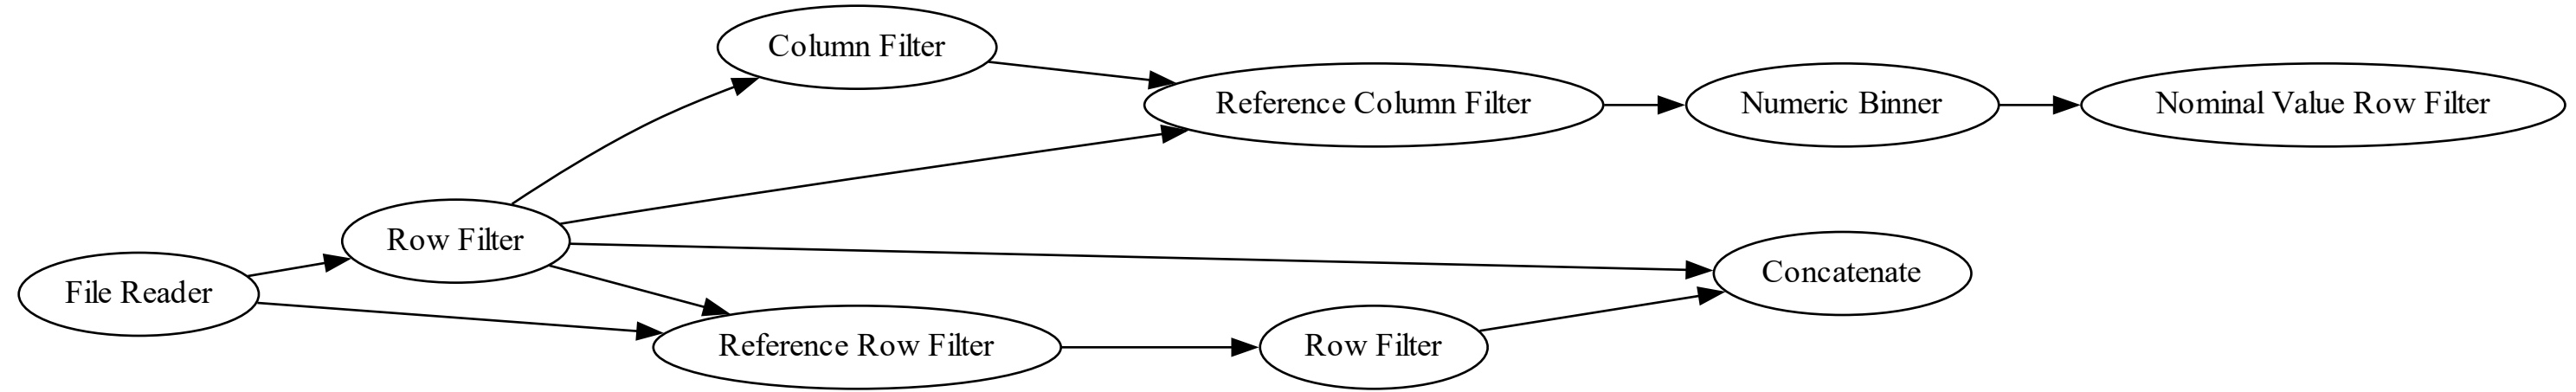 Column Filter
Reference Column Filter
Numeric Binner
Nominal Value Row Filter
Row Filter
File Reader
Concatenate
Reference Row Filter
Row Filter